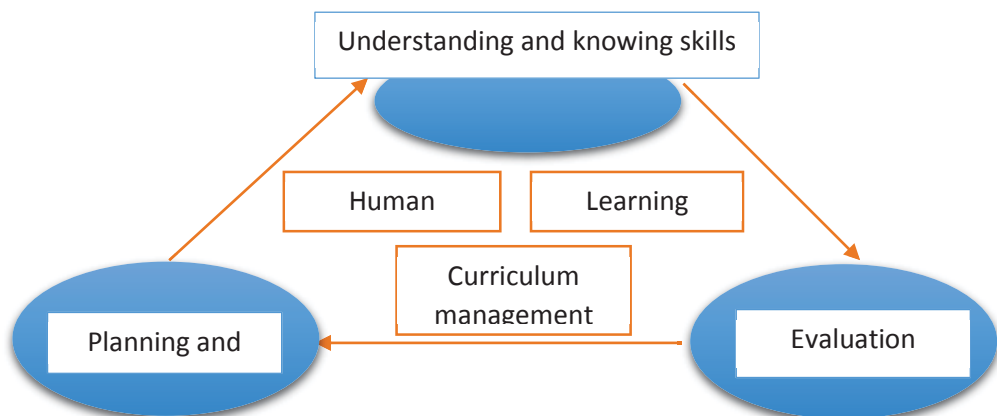 Understanding and knowing skills
Human
Learning
Curriculum
management
Planning and
Evaluation